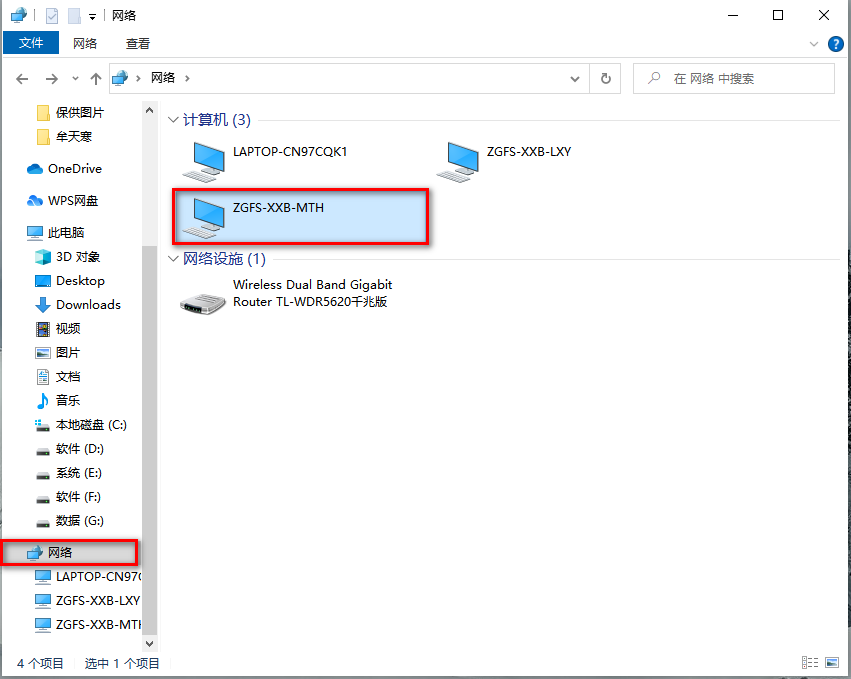 网络
文件
网络
查看
网络
在 网络 中搜索
保供图片
牟天寒
OneDrive
WPS网盘
此电脑
3D 对象
Desktop
Downloads
视频
图片
文档
音乐
本地磁盘 (C:)
软件 (D:)
系统 (E:)
软件 (F:)
数据 (G:)
网络
LAPTOP-CN97C
ZGFS-XXB-LXY
ZGFS-XXB-MTH
计算机 (3)
LAPTOP-CN97CQK1
ZGFS-XXB-LXY
ZGFS-XXB-MTH
网络设施 (1)
Wireless Dual Band Gigabit
Router TL-WDR5620千兆版
4 个项目
选中 1 个项目